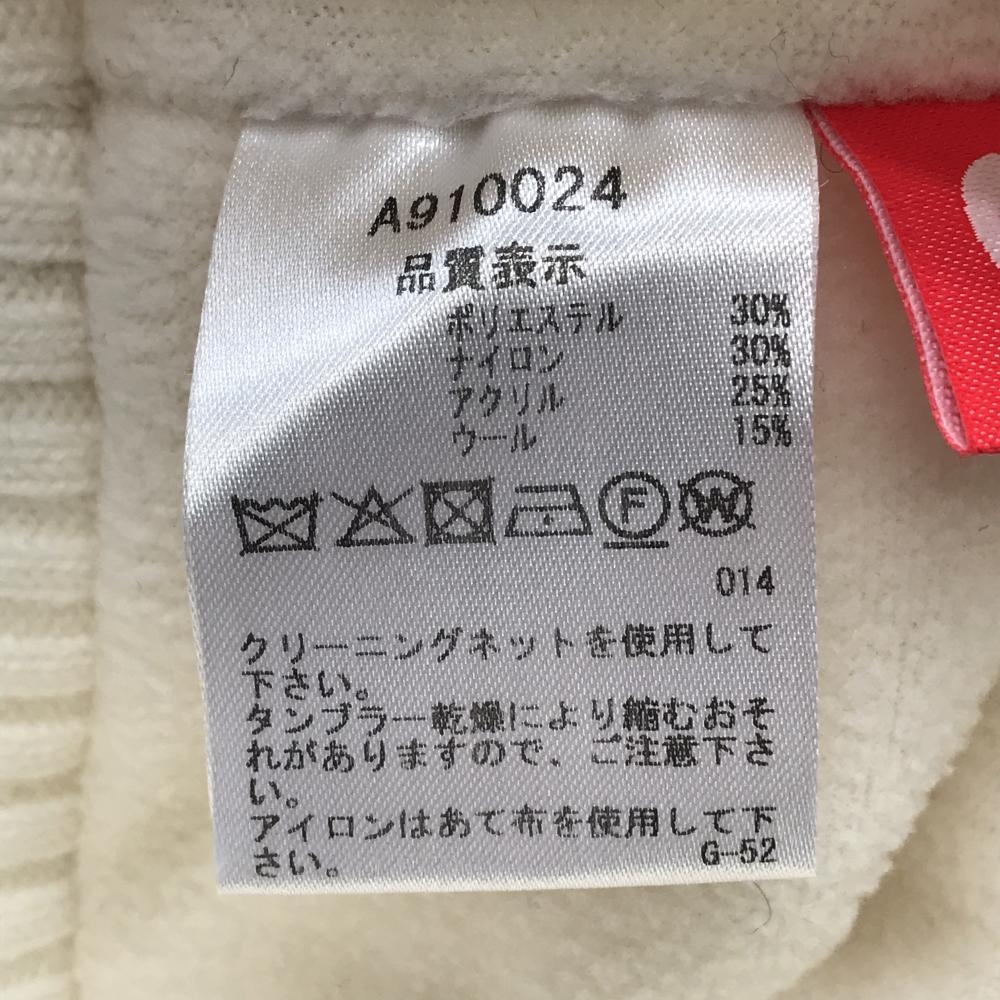 A910024
品質表示
ポリエステル 30%
ナイロン 30%
アクリル 25%
ウール 15%
F W
014
クリーニングネットを使用して
下さい。
タンブラー乾燥により縮むおそ
れがありますので、ご注意下さ
い。
アイロンはあて布を使用して下
さい。 G-52